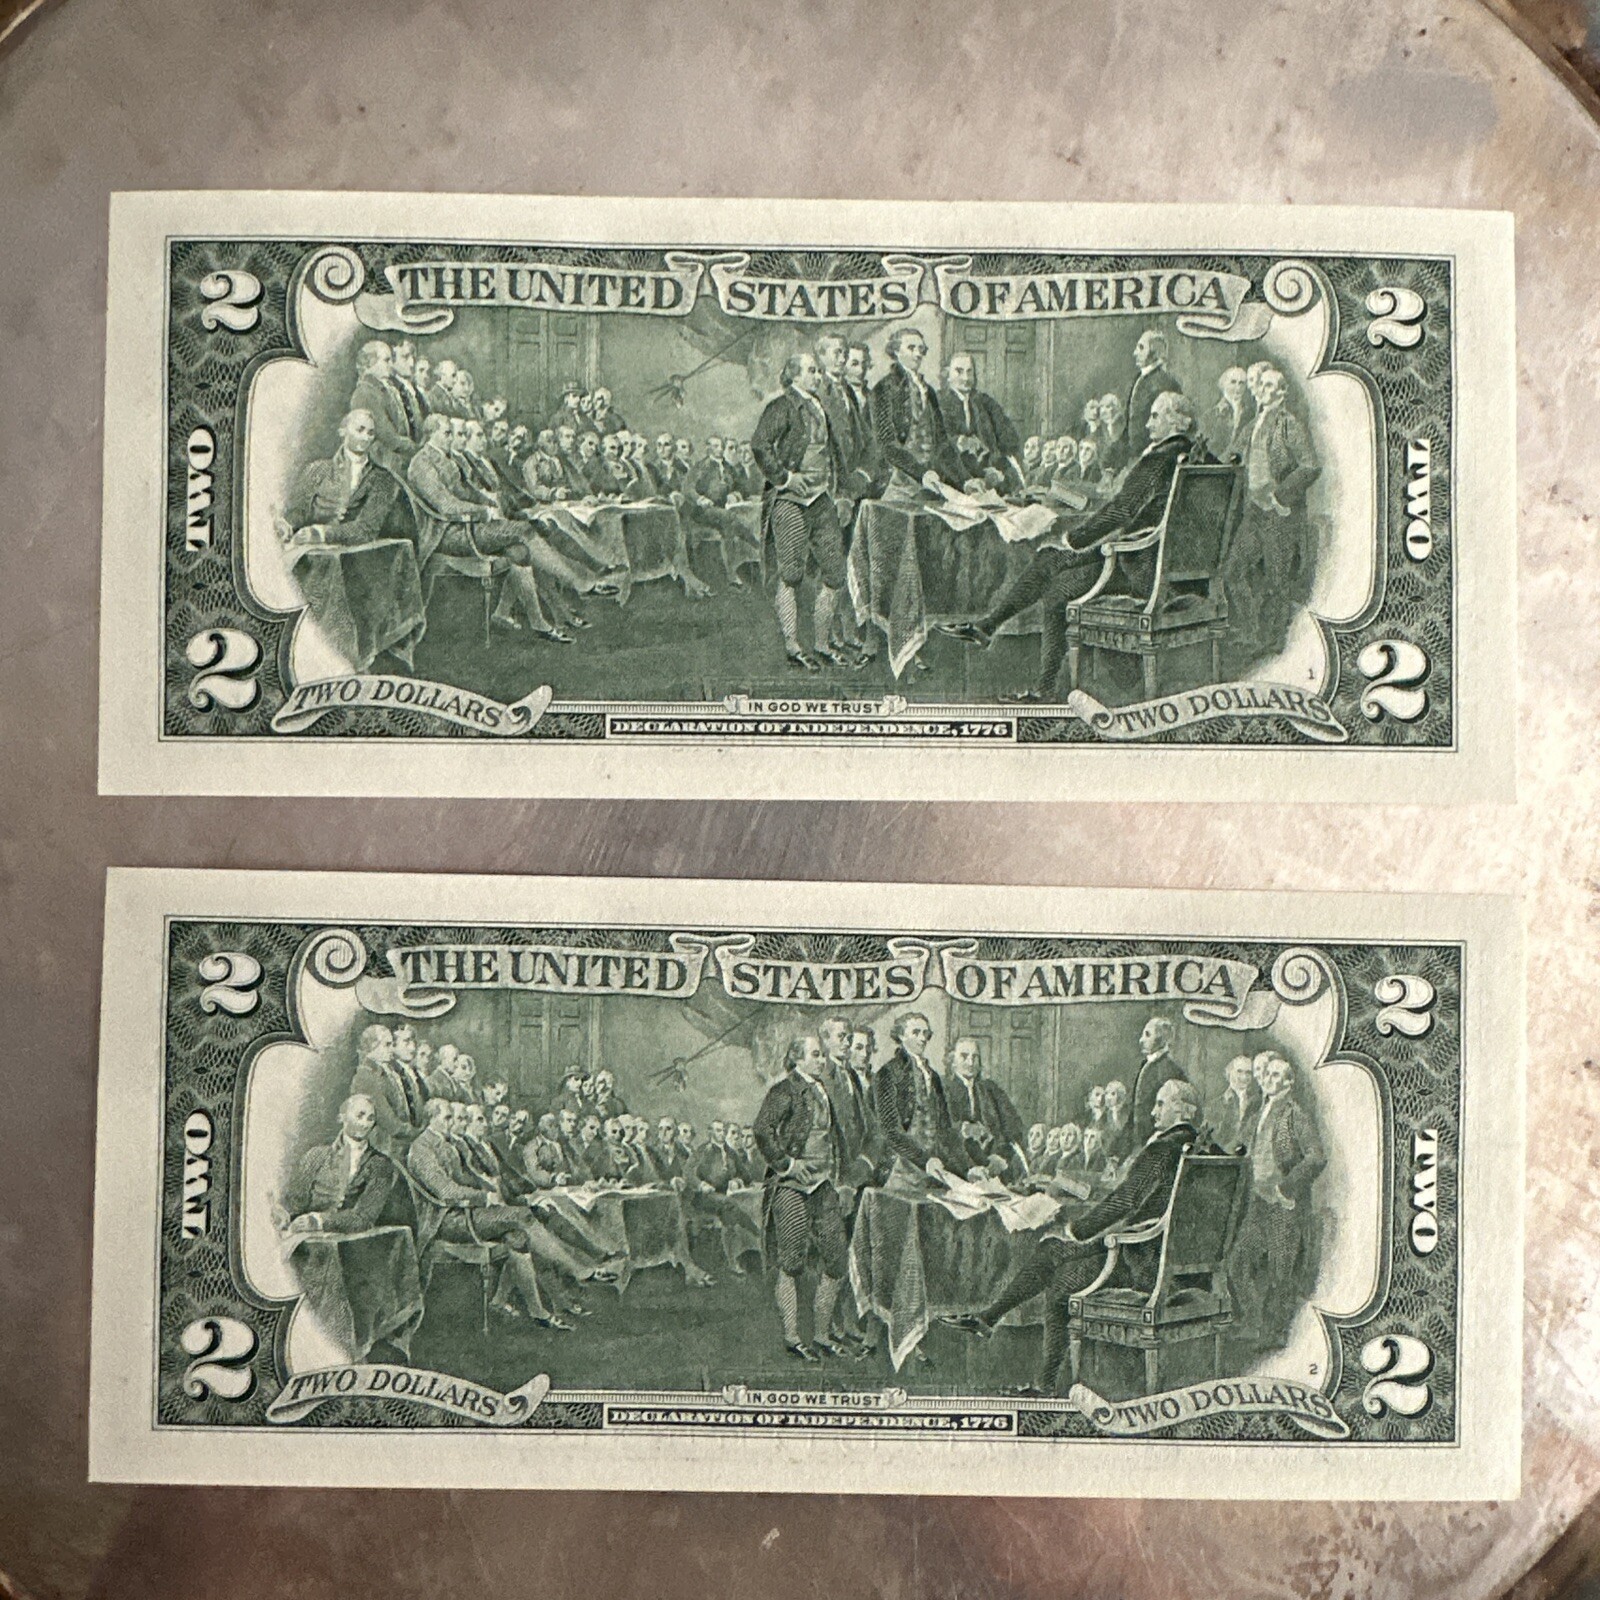 2 THE UNITED STATES OF AMERICA 2
TWO TWO
2 TWO DOLLARS IN GOD WE TRUST TWO DOLLARS 1 2
DECLARATION OF INDEPENDENCE, 1776
2 THE UNITED STATES OF AMERICA 2
TWO TWO
2 TWO DOLLARS IN GOD WE TRUST TWO DOLLARS 2 2
DECLARATION OF INDEPENDENCE, 1776